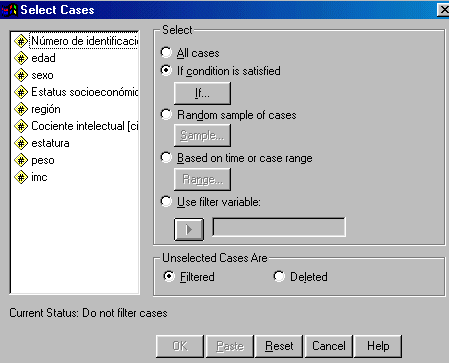 Select Cases
Número de identificaci
edad
sexo
Estatus socioeconómic
región
Cociente intelectual [ci
estatura
peso
imc
Select
All cases
If condition is satisfied
If...
Random sample of cases
Sample...
Based on time or case range
Range...
Use filter variable:
Unselected Cases Are
Filtered
Deleted
Current Status: Do not filter cases
OK
Paste
Reset
Cancel
Help